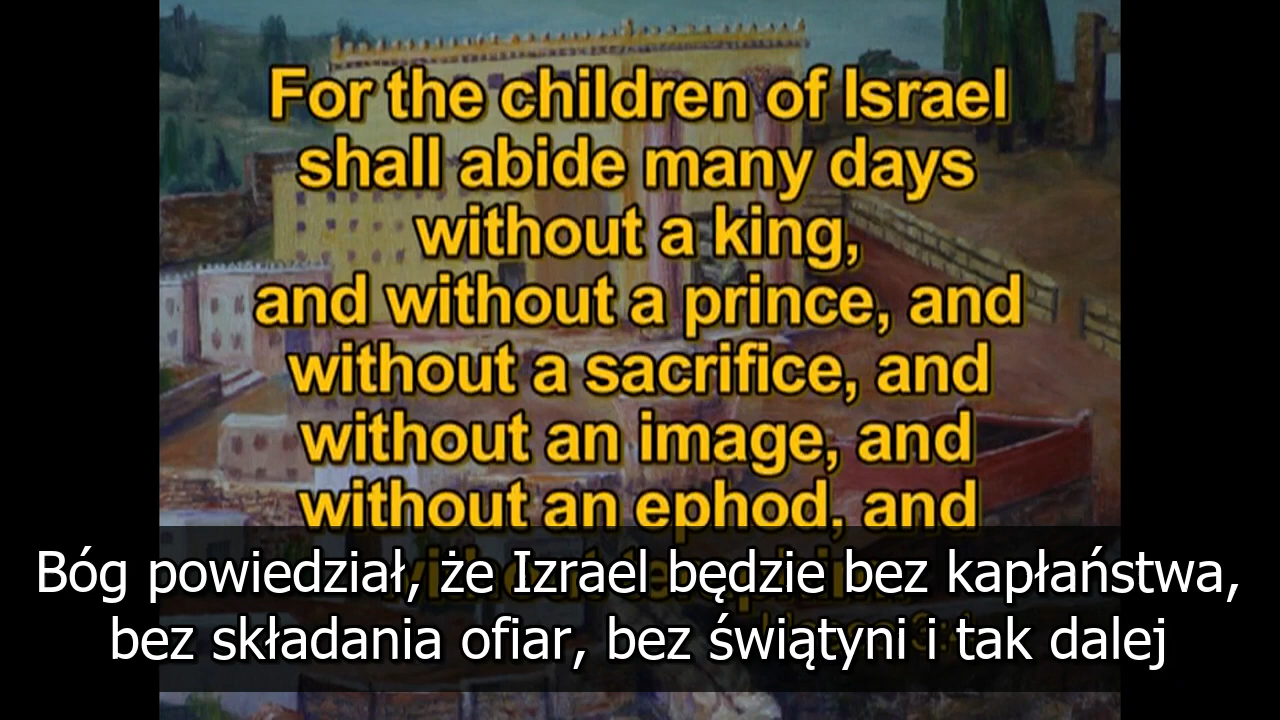 For the children of Israel
shall abide many days
without a king,
and without a prince, and
without a sacrifice, and
without an image, and
without an ephod, and
Bóg powiedział, że Izrael będzie bez kapłaństwa,
bez składania ofiar, bez świątyni i tak dalej